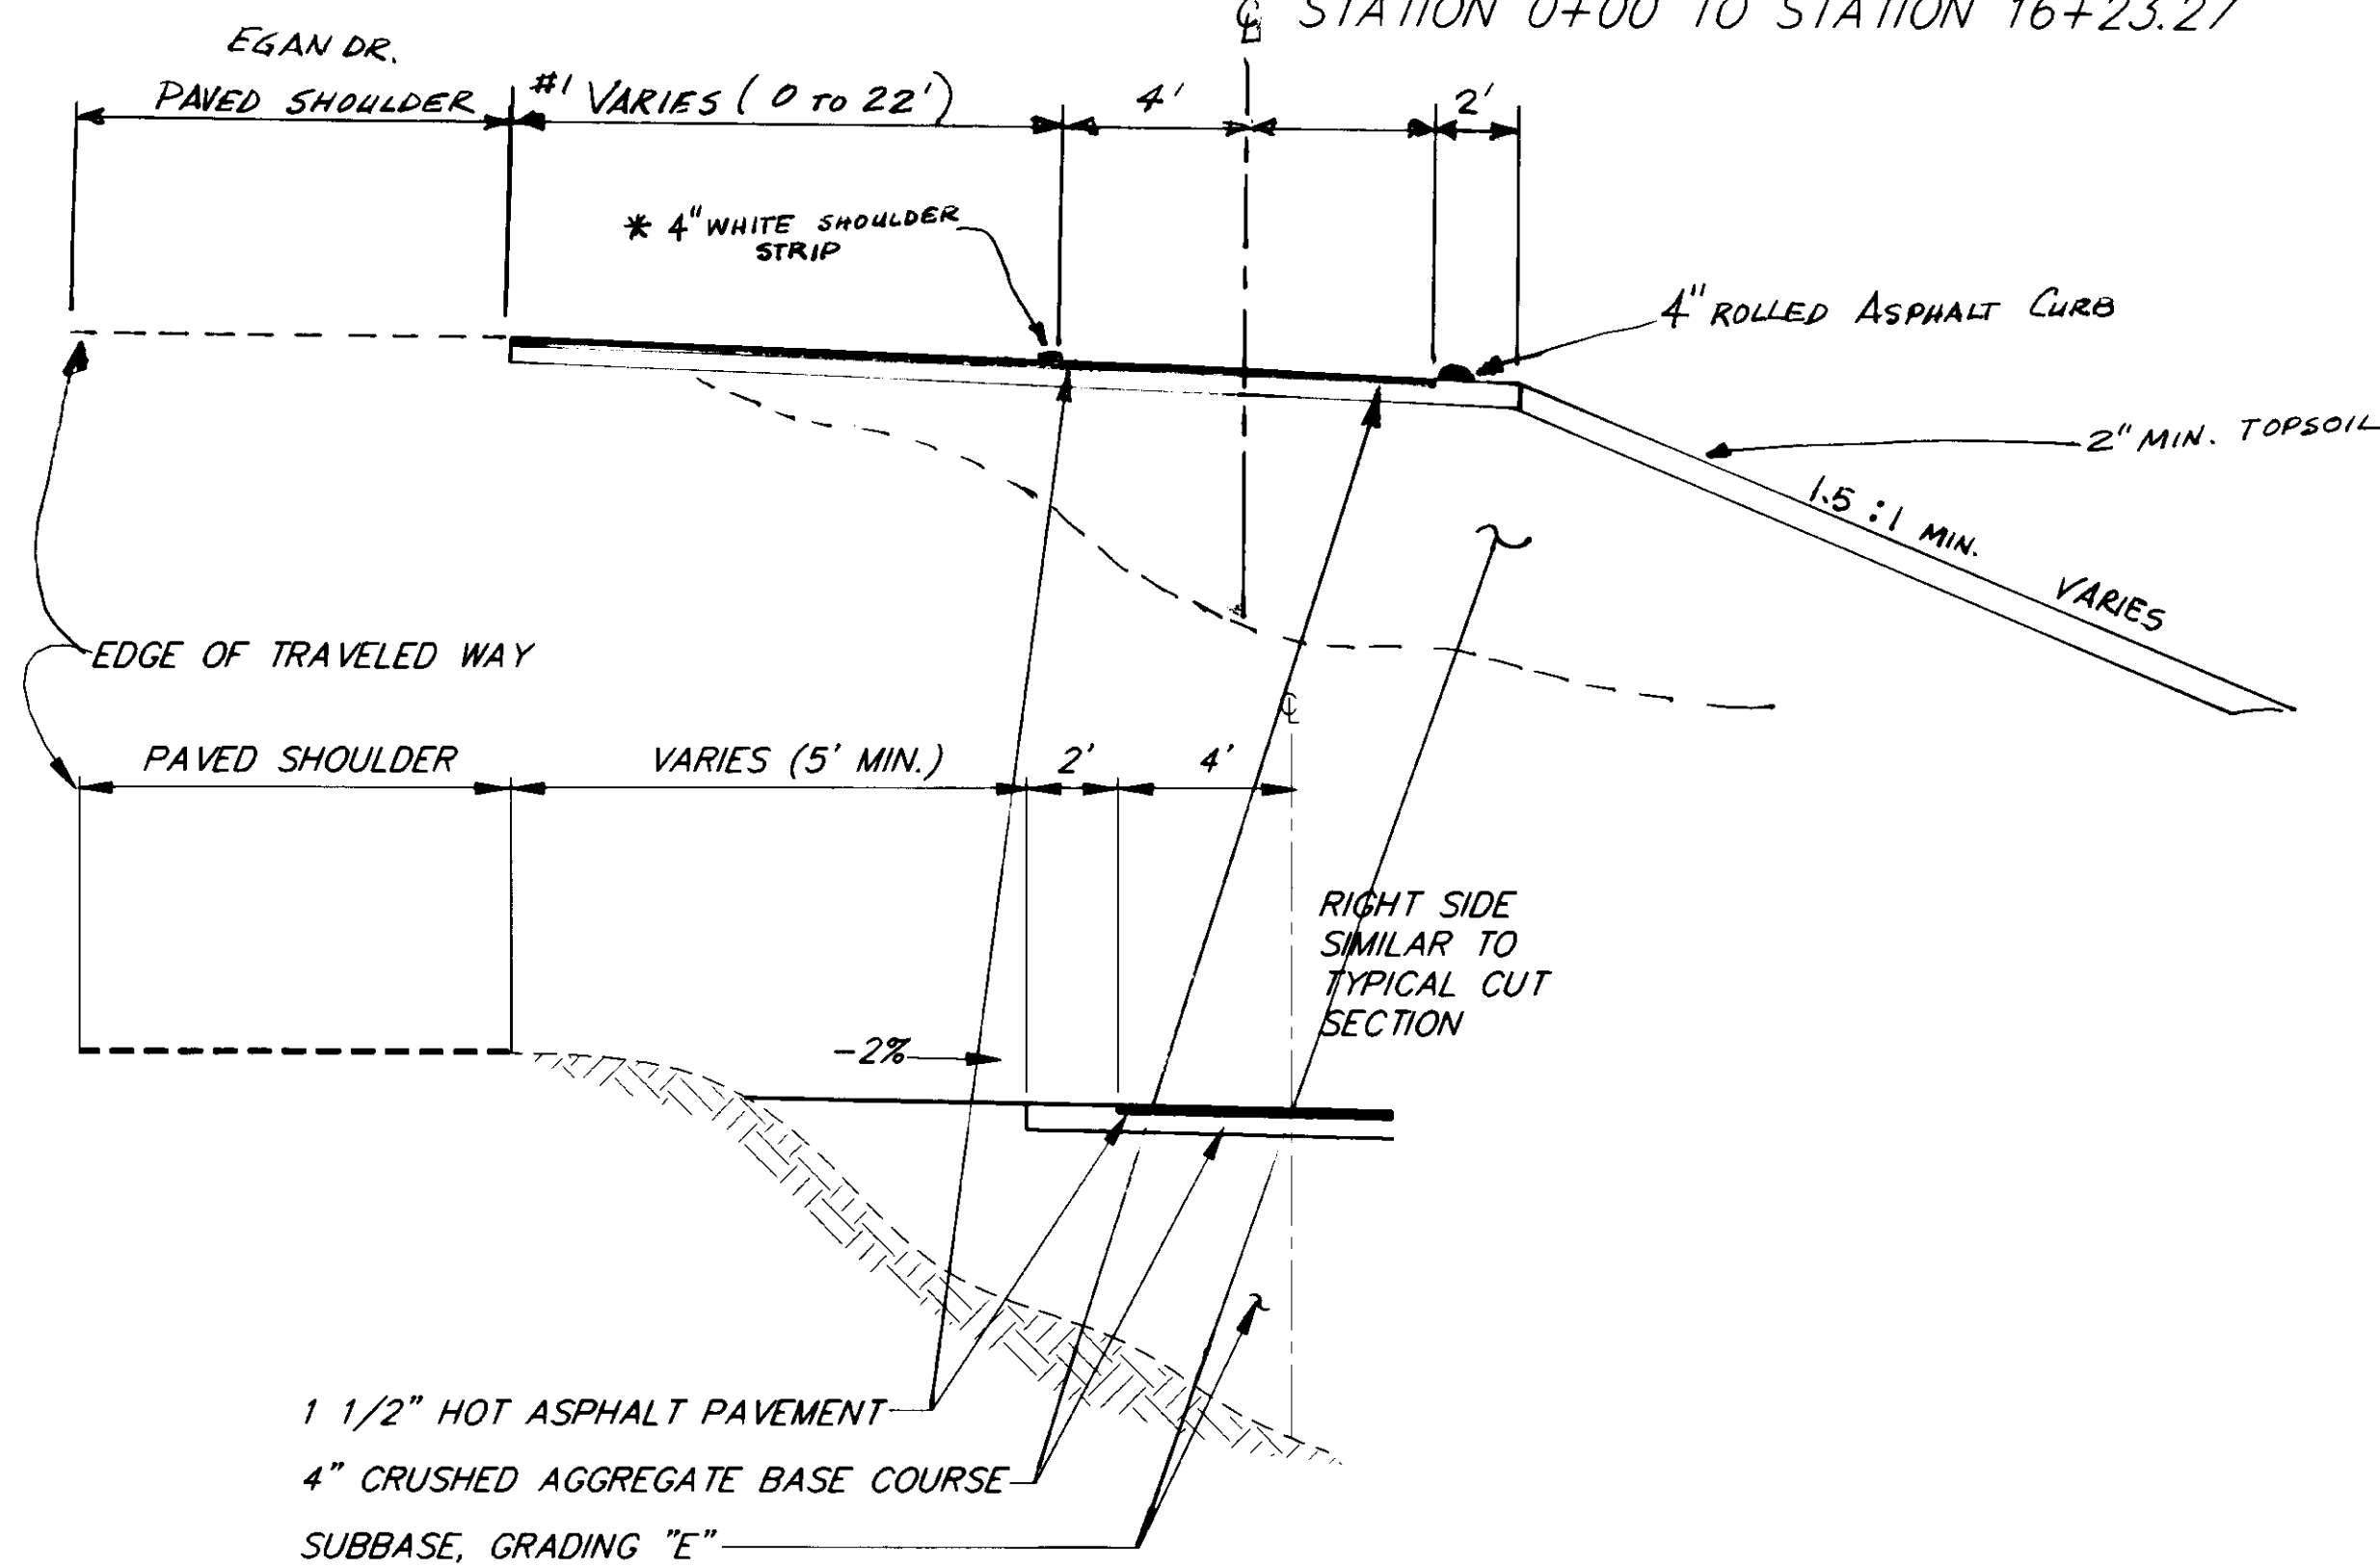 ℄ STATION 0+00 TO STATION 16+23.27
EGAN DR.
PAVED SHOULDER
#1 VARIES ( 0 TO 22')
4'
2'
* 4" WHITE SHOULDER
STRIP
4" ROLLED ASPHALT CURB
2" MIN. TOPSOIL
1.5 : 1 MIN.
VARIES
EDGE OF TRAVELED WAY
℄
PAVED SHOULDER
VARIES (5' MIN.)
2'
4'
RIGHT SIDE
SIMILAR TO
TYPICAL CUT
SECTION
-2%
1 1/2" HOT ASPHALT PAVEMENT
4" CRUSHED AGGREGATE BASE COURSE
SUBBASE, GRADING "E"